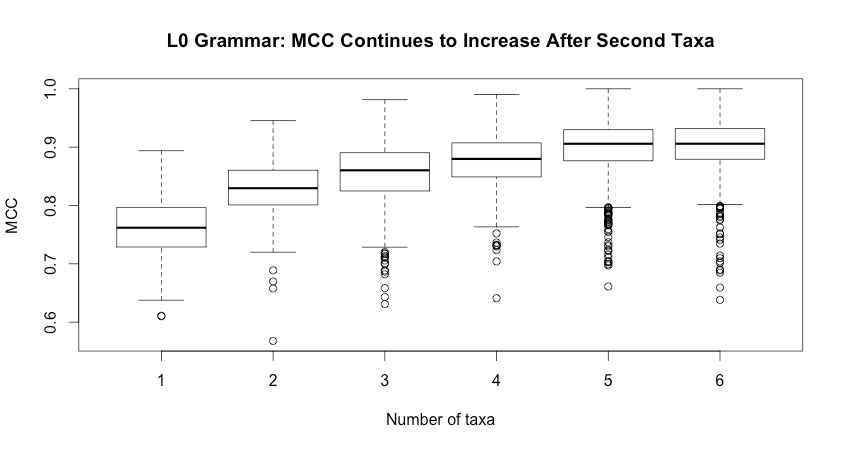 L0 Grammar: MCC Continues to Increase After Second Taxa
1.0
0.9
0.8
0.7
0.6
MCC
1 2 3 4 5 6
Number of taxa